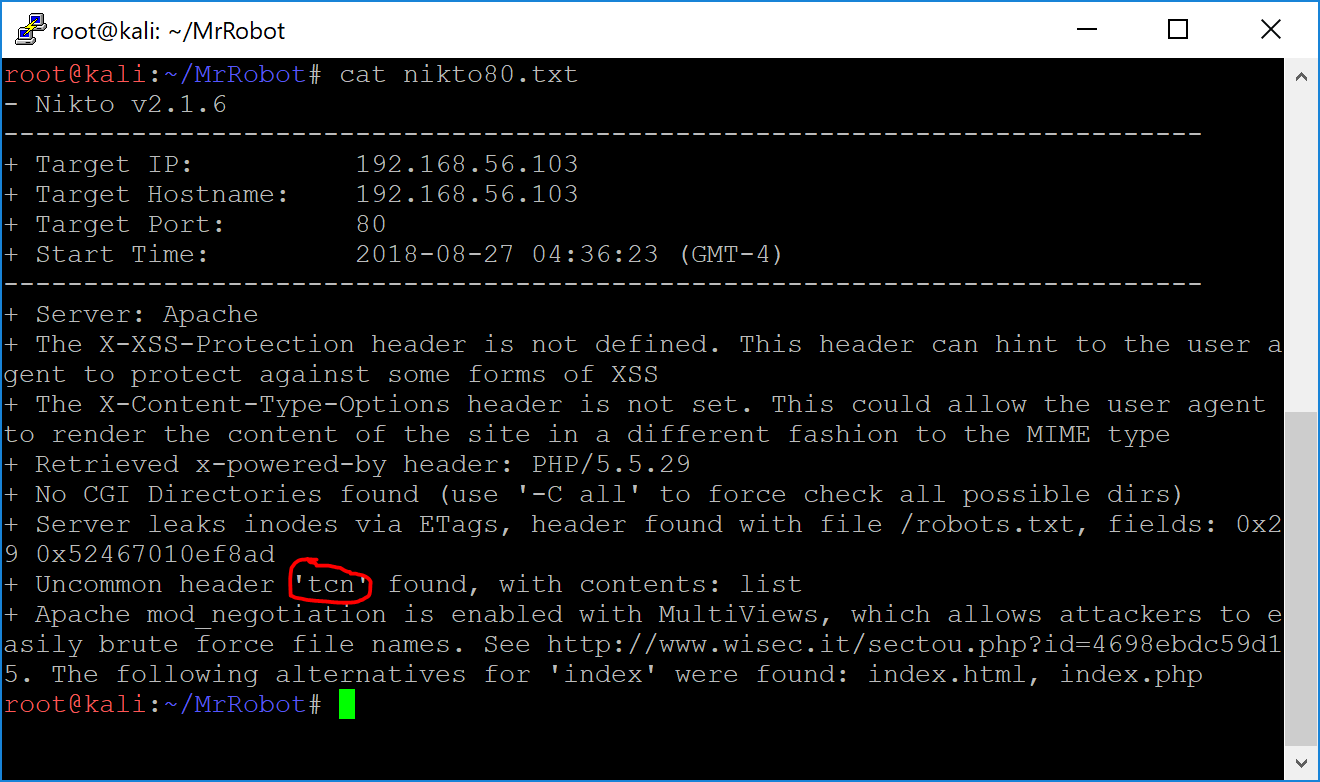 root@kali: ~/MrRobot
root@kali:~/MrRobot# cat nikto80.txt
- Nikto v2.1.6
---------------------------------------------------------------------------
+ Target IP:          192.168.56.103
+ Target Hostname:    192.168.56.103
+ Target Port:        80
+ Start Time:         2018-08-27 04:36:23 (GMT-4)
---------------------------------------------------------------------------
+ Server: Apache
+ The X-XSS-Protection header is not defined. This header can hint to the user a
gent to protect against some forms of XSS
+ The X-Content-Type-Options header is not set. This could allow the user agent
to render the content of the site in a different fashion to the MIME type
+ Retrieved x-powered-by header: PHP/5.5.29
+ No CGI Directories found (use '-C all' to force check all possible dirs)
+ Server leaks inodes via ETags, header found with file /robots.txt, fields: 0x2
9 0x52467010ef8ad
+ Uncommon header 'tcn' found, with contents: list
+ Apache mod_negotiation is enabled with MultiViews, which allows attackers to e
asily brute force file names. See http://www.wisec.it/sectou.php?id=4698ebdc59d1
5. The following alternatives for 'index' were found: index.html, index.php
root@kali:~/MrRobot#